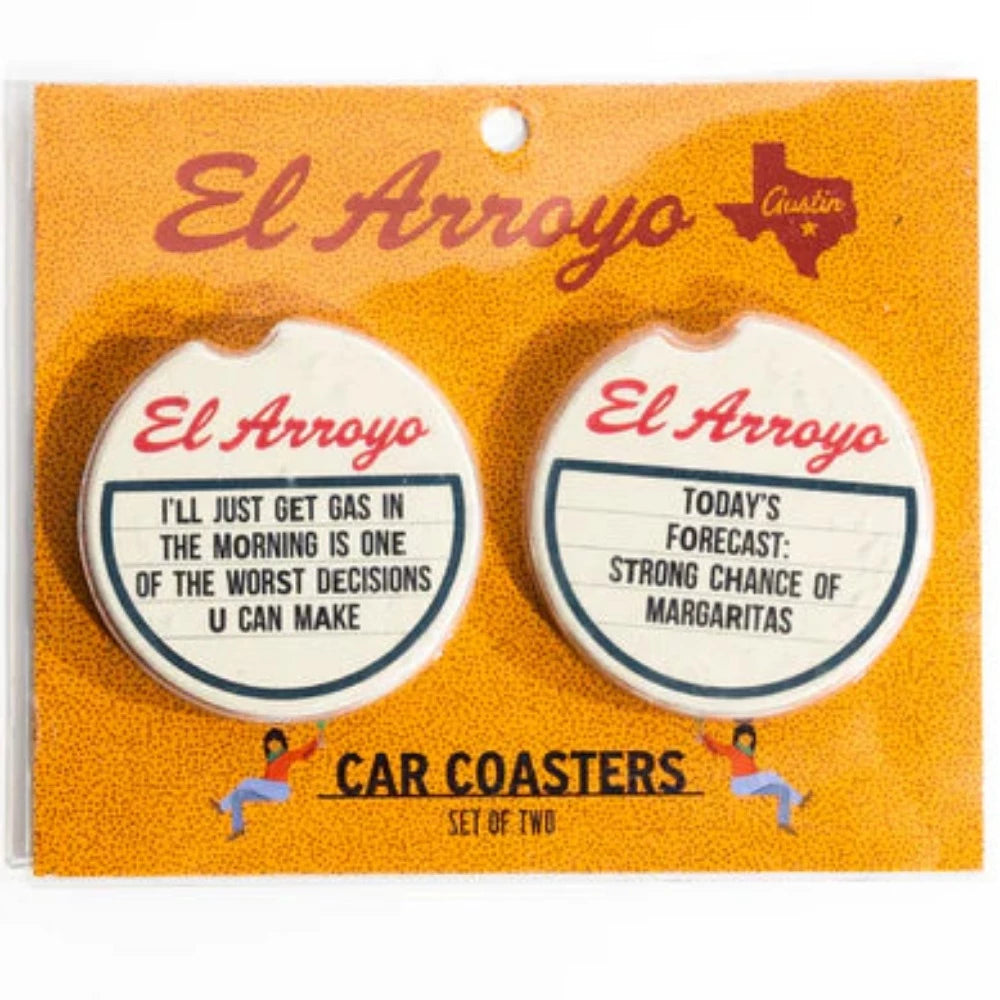 El Arroyo
Austin
El Arroyo
I'LL JUST GET GAS IN
THE MORNING IS ONE
OF THE WORST DECISIONS
U CAN MAKE
El Arroyo
TODAY'S
FORECAST:
STRONG CHANCE OF
MARGARITAS
CAR COASTERS
SET OF TWO